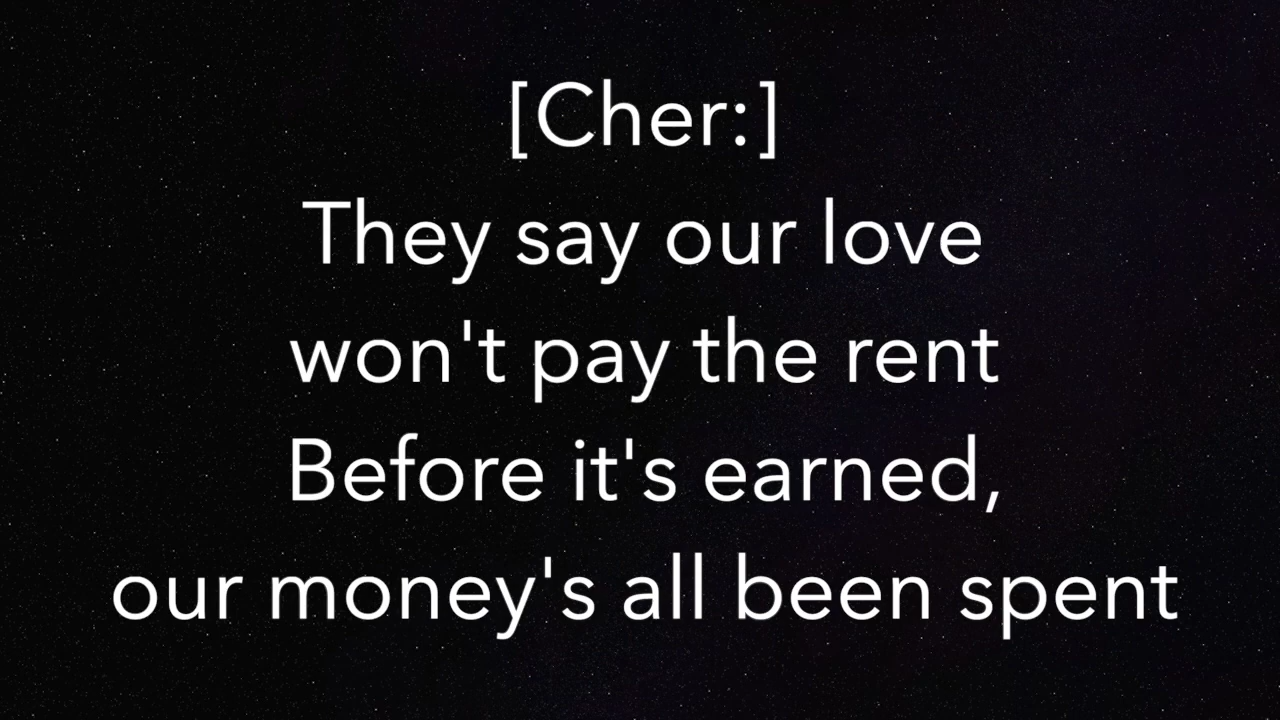 [Cher:]
They say our love
won't pay the rent
Before it's earned,
our money's all been spent